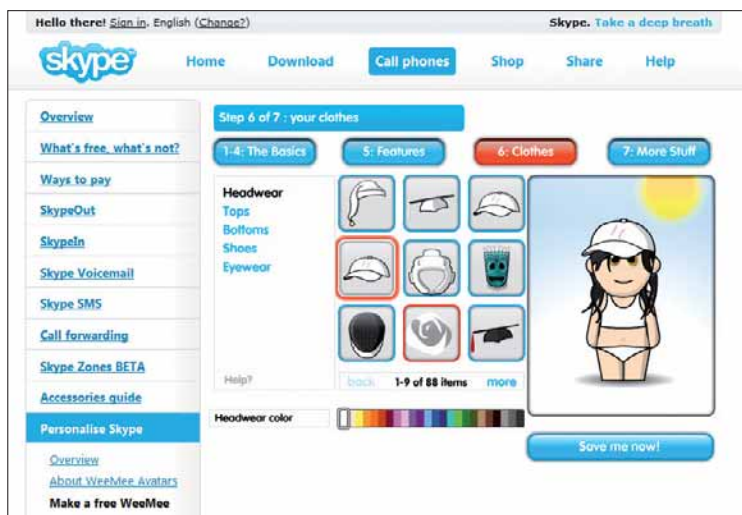 Hello there! Sign in. English (Change?)
Skype. Take a deep breath
skype
Home Download Call phones Shop Share Help
Overview
What's free, what's not?
Ways to pay
SkypeOut
SkypeIn
Skype Voicemail
Skype SMS
Call forwarding
Skype Zones BETA
Accessories guide
Personalise Skype
Overview
About WeeMee Avatars
Make a free WeeMee
Step 6 of 7 : your clothes
1-4: The Basics 5: Features 6: Clothes 7: More Stuff
Headwear
Tops
Bottoms
Shoes
Eyewear
Help?
back 1-9 of 88 items more
Headwear color
Save me now!